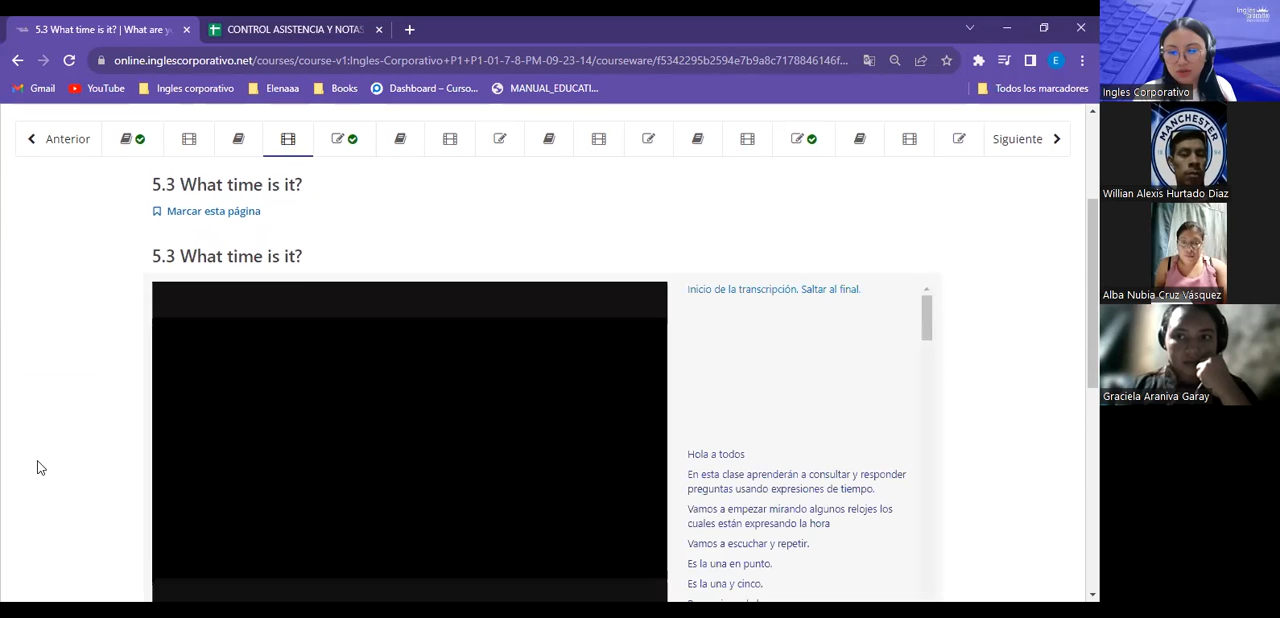 5.3 What time is it? | What are y
CONTROL ASISTENCIA Y NOTAS
online.inglescorporativo.net/courses/course-v1:Ingles-Corporativo+P1+P1-01-7-8-PM-09-23-14/courseware/f5342295b2594e7b9a8c7178846146f...
E
Gmail
YouTube
Ingles corporativo
Elenaaa
Books
Dashboard – Curso...
MANUAL_EDUCATI...
Todos los marcadores
Anterior
Siguiente
5.3 What time is it?
Marcar esta página
5.3 What time is it?
Inicio de la transcripción. Saltar al final.
Hola a todos
En esta clase aprenderán a consultar y responder
preguntas usando expresiones de tiempo.
Vamos a empezar mirando algunos relojes los
cuales están expresando la hora
Vamos a escuchar y repetir.
Es la una en punto.
Es la una y cinco.
Ingles Corporativo
MANCHESTER
Willian Alexis Hurtado Diaz
Alba Nubia Cruz Vásquez
Graciela Araniva Garay